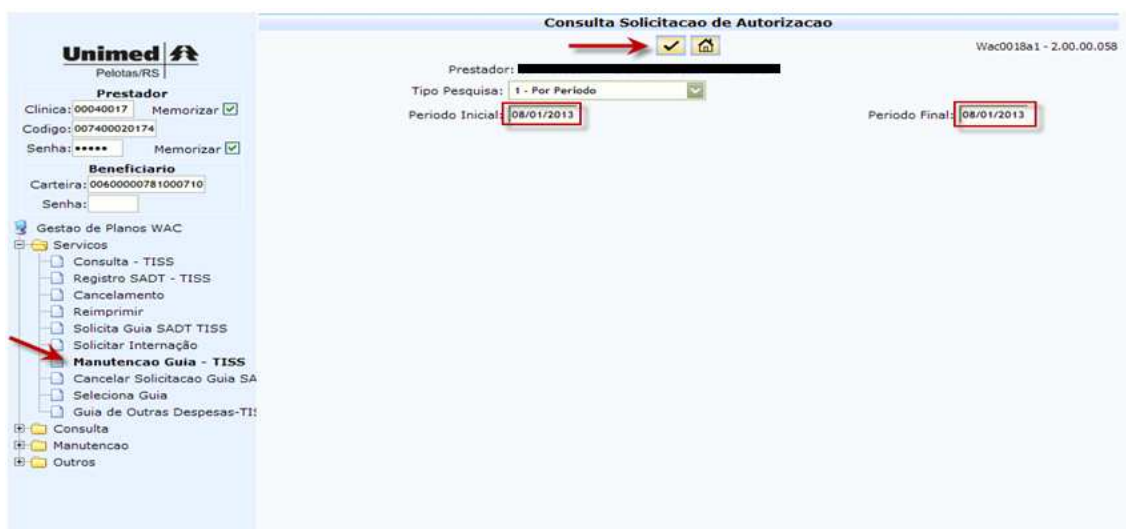 Consulta Solicitacao de Autorizacao
Wac0018a1 - 2.00.00.058
Unimed
Pelotas/RS
Prestador
Clinica: 00040017 Memorizar
Codigo: 007400020174
Senha: ••••• Memorizar
Beneficiario
Carteira: 00600000781000710
Senha:
Prestador:
Tipo Pesquisa: 1 - Por Periodo
Periodo Inicial: 08/01/2013 Periodo Final: 08/01/2013
Gestao de Planos WAC
Servicos
Consulta - TISS
Registro SADT - TISS
Cancelamento
Reimprimir
Solicita Guia SADT TISS
Solicitar Internação
Manutencao Guia - TISS
Cancelar Solicitacao Guia SA
Seleciona Guia
Guia de Outras Despesas-TIS
Consulta
Manutencao
Outros